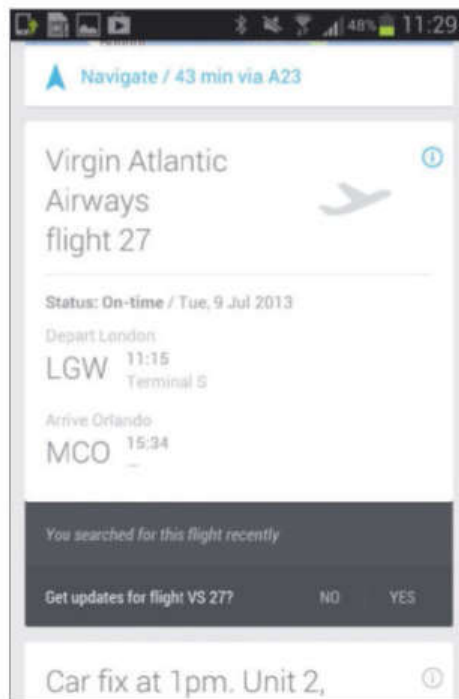 48% 11:29
Navigate / 43 min via A23
Virgin Atlantic
Airways
flight 27
Status: On-time / Tue, 9 Jul 2013
Depart London
LGW 11:15
Terminal S
Arrive Orlando
MCO 15:34
—
You searched for this flight recently
Get updates for flight VS 27? NO YES
Car fix at 1pm. Unit 2,